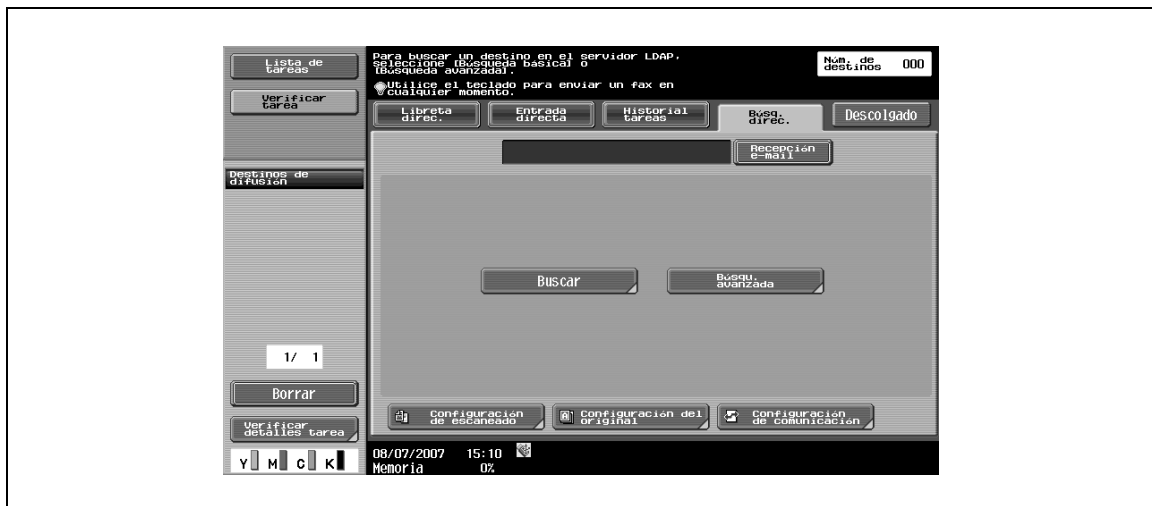 Lista de
tareas
Verificar
tarea
Para buscar un destino en el servidor LDAP,
seleccione [Búsqueda básica] o
[Búsqueda avanzada].
Utilice el teclado para enviar un fax en
cualquier momento.
Núm. de
destinos 000
Libreta
direc.
Entrada
directa
Historial
tareas
Búsq.
direc.
Descolgado
Recepción
e-mail
Destinos de
difusión
Buscar
Búsqu.
avanzada
1/ 1
Borrar
Verificar
detalles tarea
Configuración
de escaneado
Configuración del
original
Configuración
de comunicación
Y M C K
08/07/2007 15:10
Memoria 0%